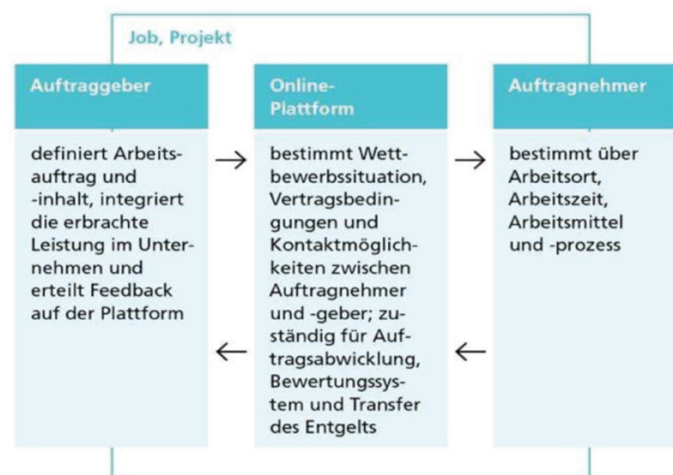 Job, Projekt
Auftraggeber
definiert Arbeits-
auftrag und
-inhalt, integriert
die erbrachte
Leistung im Unter-
nehmen und
erteilt Feedback
auf der Plattform
Online-
Plattform
bestimmt Wett-
bewerbssituation,
Vertragsbedin-
gungen und
Kontaktmöglich-
keiten zwischen
Auftragnehmer
und -geber; zu-
ständig für Auf-
tragsabwicklung,
Bewertungssys-
tem und Transfer
des Entgelts
Auftragnehmer
bestimmt über
Arbeitsort,
Arbeitszeit,
Arbeitsmittel
und -prozess